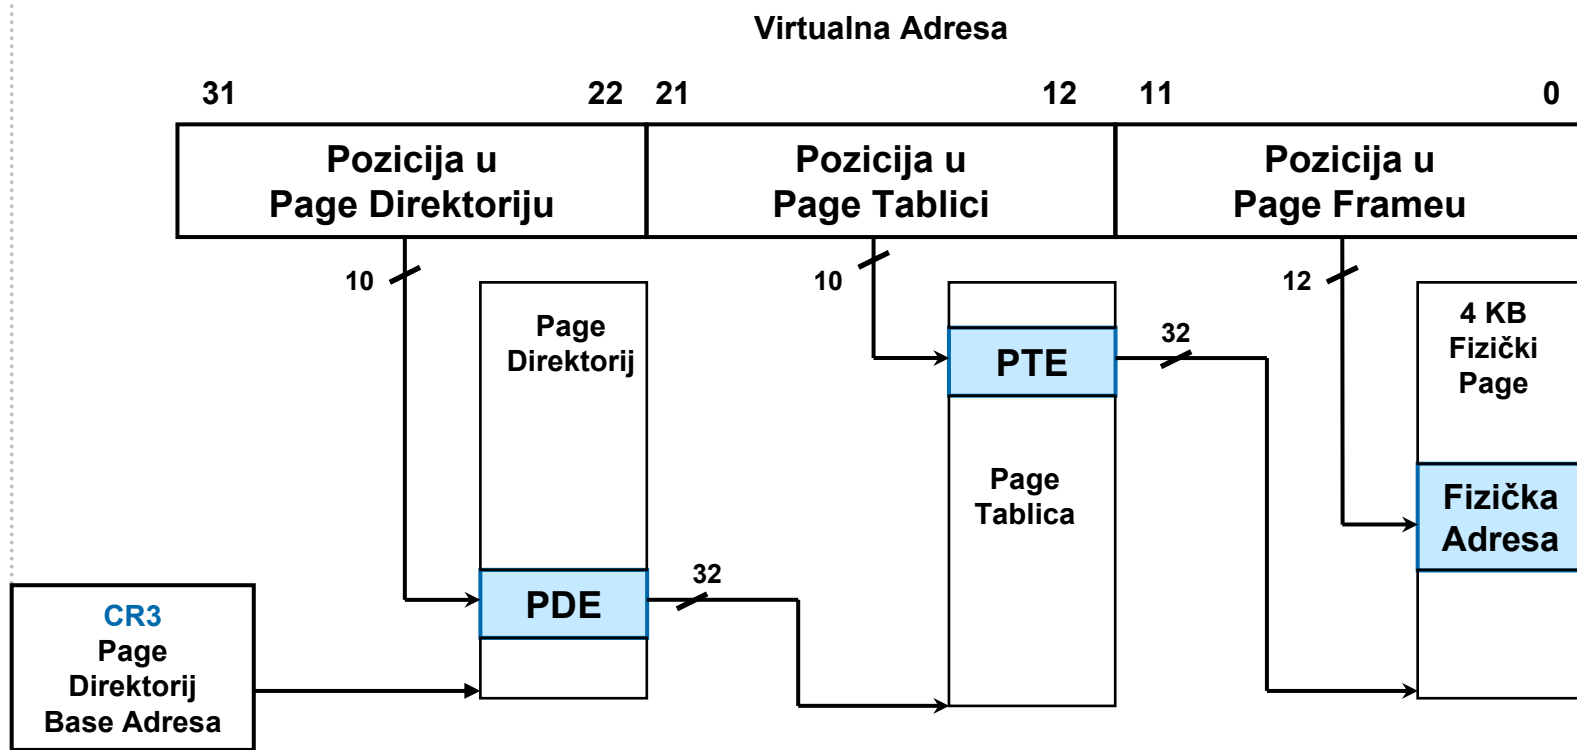 Virtualna Adresa
31 22 21 12 11 0
Pozicija u
Page Direktoriju
Pozicija u
Page Tablici
Pozicija u
Page Frameu
10
10
12
Page
Direktorij
PDE
32
PTE
32
Page
Tablica
4 KB
Fizički
Page
Fizička
Adresa
CR3
Page
Direktorij
Base Adresa